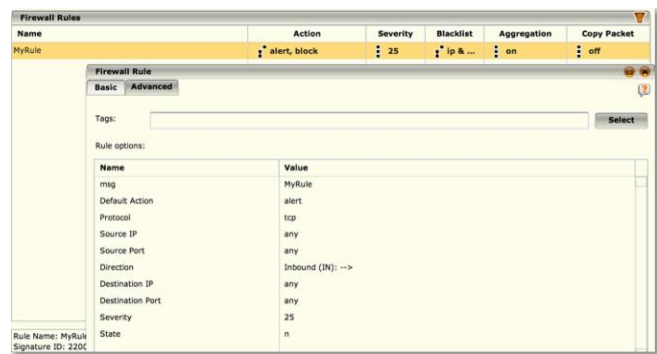 Firewall Rules
Name Action Severity Blacklist Aggregation Copy Packet
MyRule alert, block 25 ip & ... on off
Firewall Rule
Basic Advanced
Tags: Select
Rule options:
Name Value
msg MyRule
Default Action alert
Protocol tcp
Source IP any
Source Port any
Direction Inbound (IN): -->
Destination IP any
Destination Port any
Severity 25
State n
Rule Name: MyRule
Signature ID: 2200